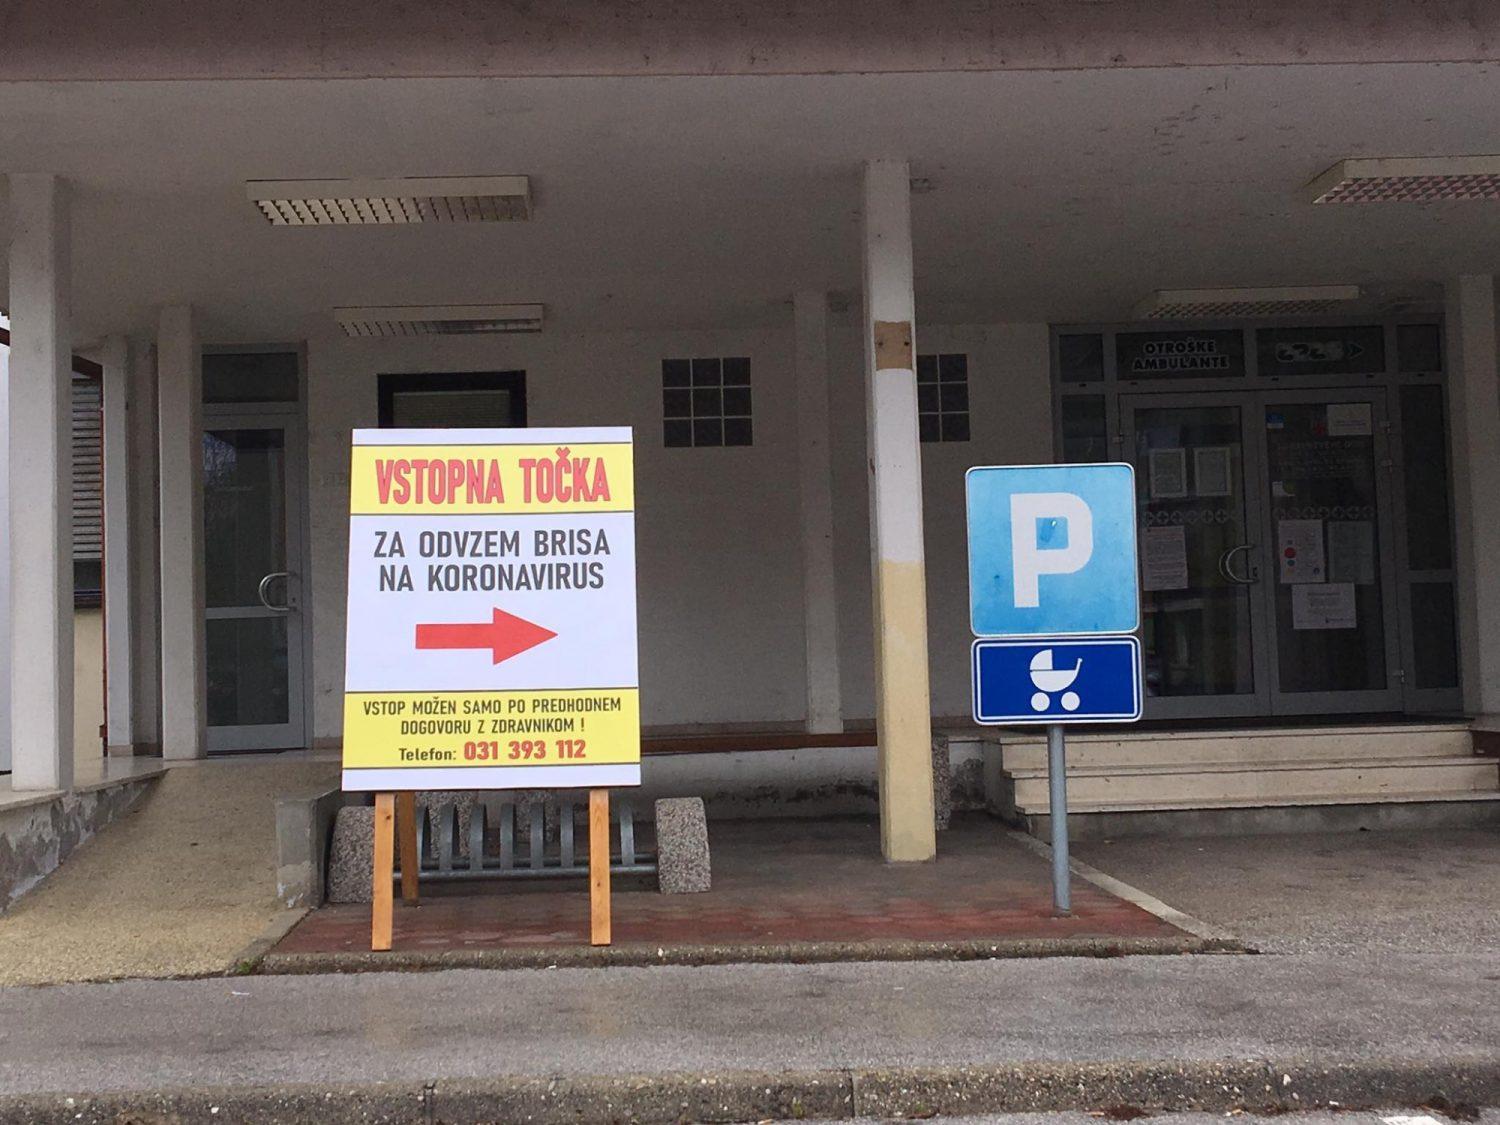 VSTOPNA TOČKA
ZA ODVZEM BRISA
NA KORONAVIRUS
VSTOP MOŽEN SAMO PO PREDHODNEM
DOGOVORU Z ZDRAVNIKOM !
Telefon: 031 393 112
P
OTROŠKE
AMBULANTE